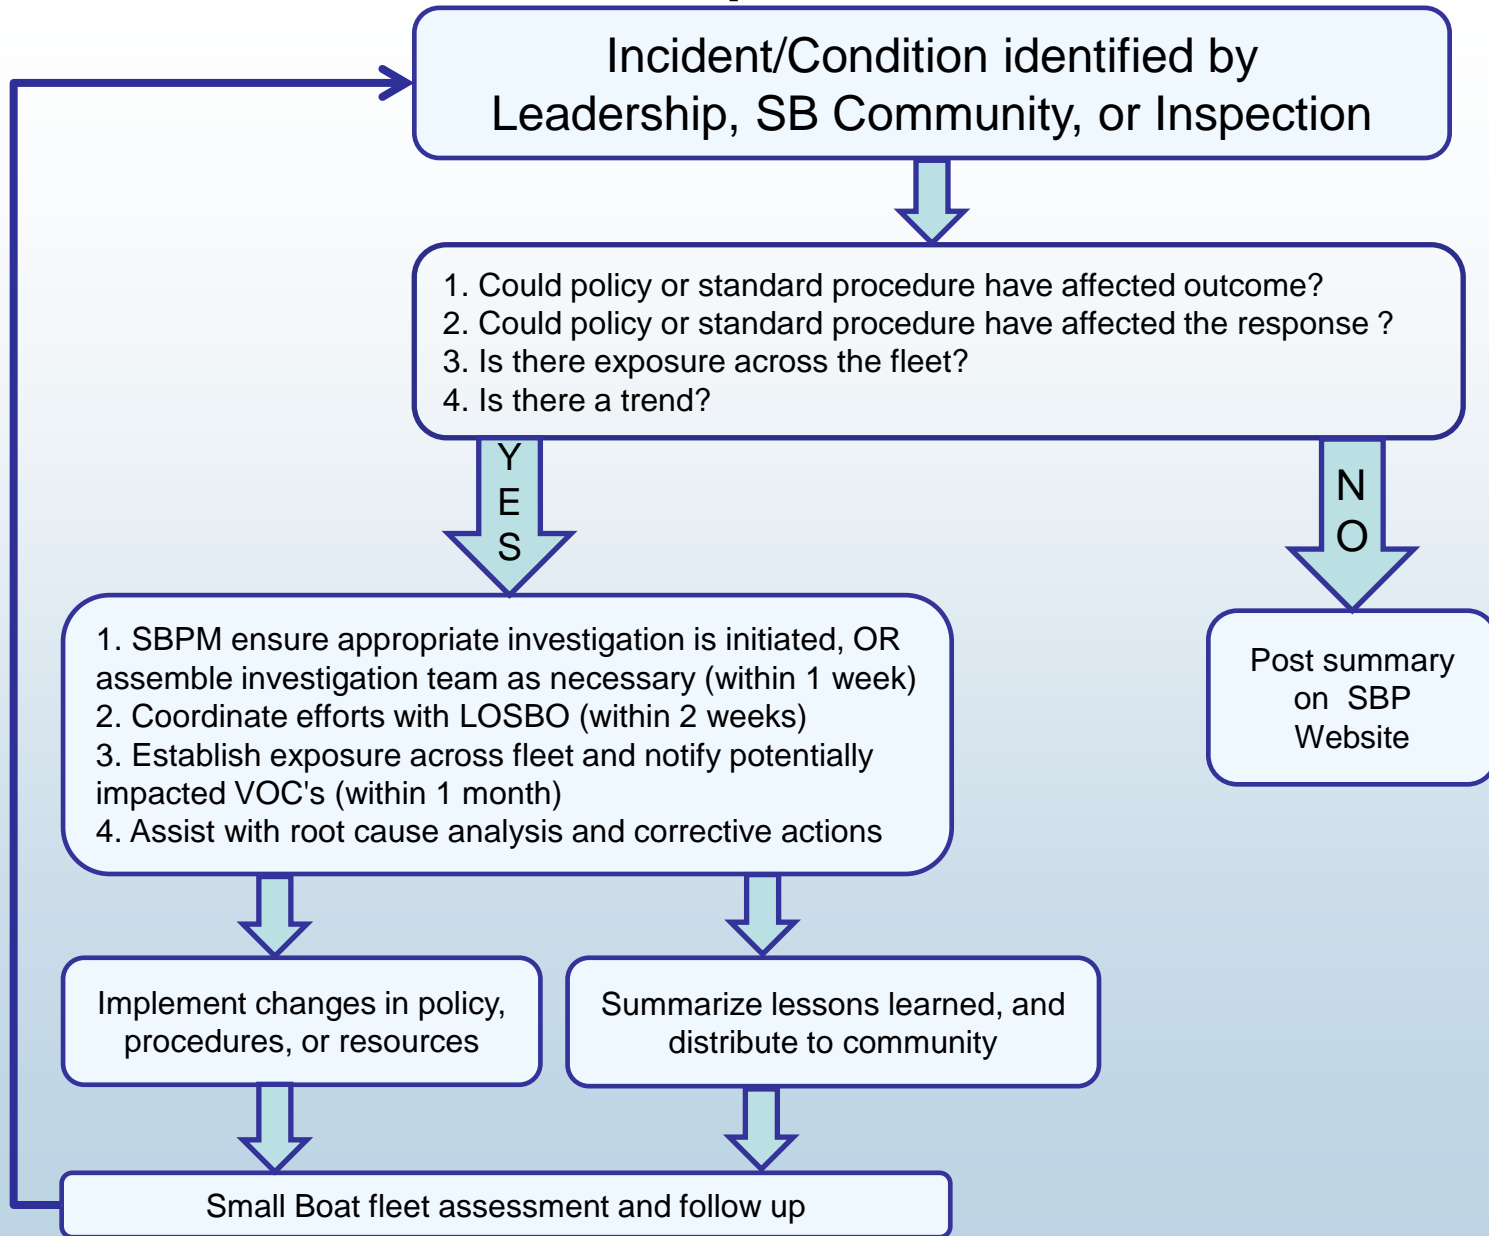 Incident/Condition identified by
Leadership, SB Community, or Inspection
1. Could policy or standard procedure have affected outcome?
2. Could policy or standard procedure have affected the response ?
3. Is there exposure across the fleet?
4. Is there a trend?
YES
NO
1. SBPM ensure appropriate investigation is initiated, OR
assemble investigation team as necessary (within 1 week)
2. Coordinate efforts with LOSBO (within 2 weeks)
3. Establish exposure across fleet and notify potentially
impacted VOC's (within 1 month)
4. Assist with root cause analysis and corrective actions
Post summary
on SBP
Website
Implement changes in policy,
procedures, or resources
Summarize lessons learned, and
distribute to community
Small Boat fleet assessment and follow up